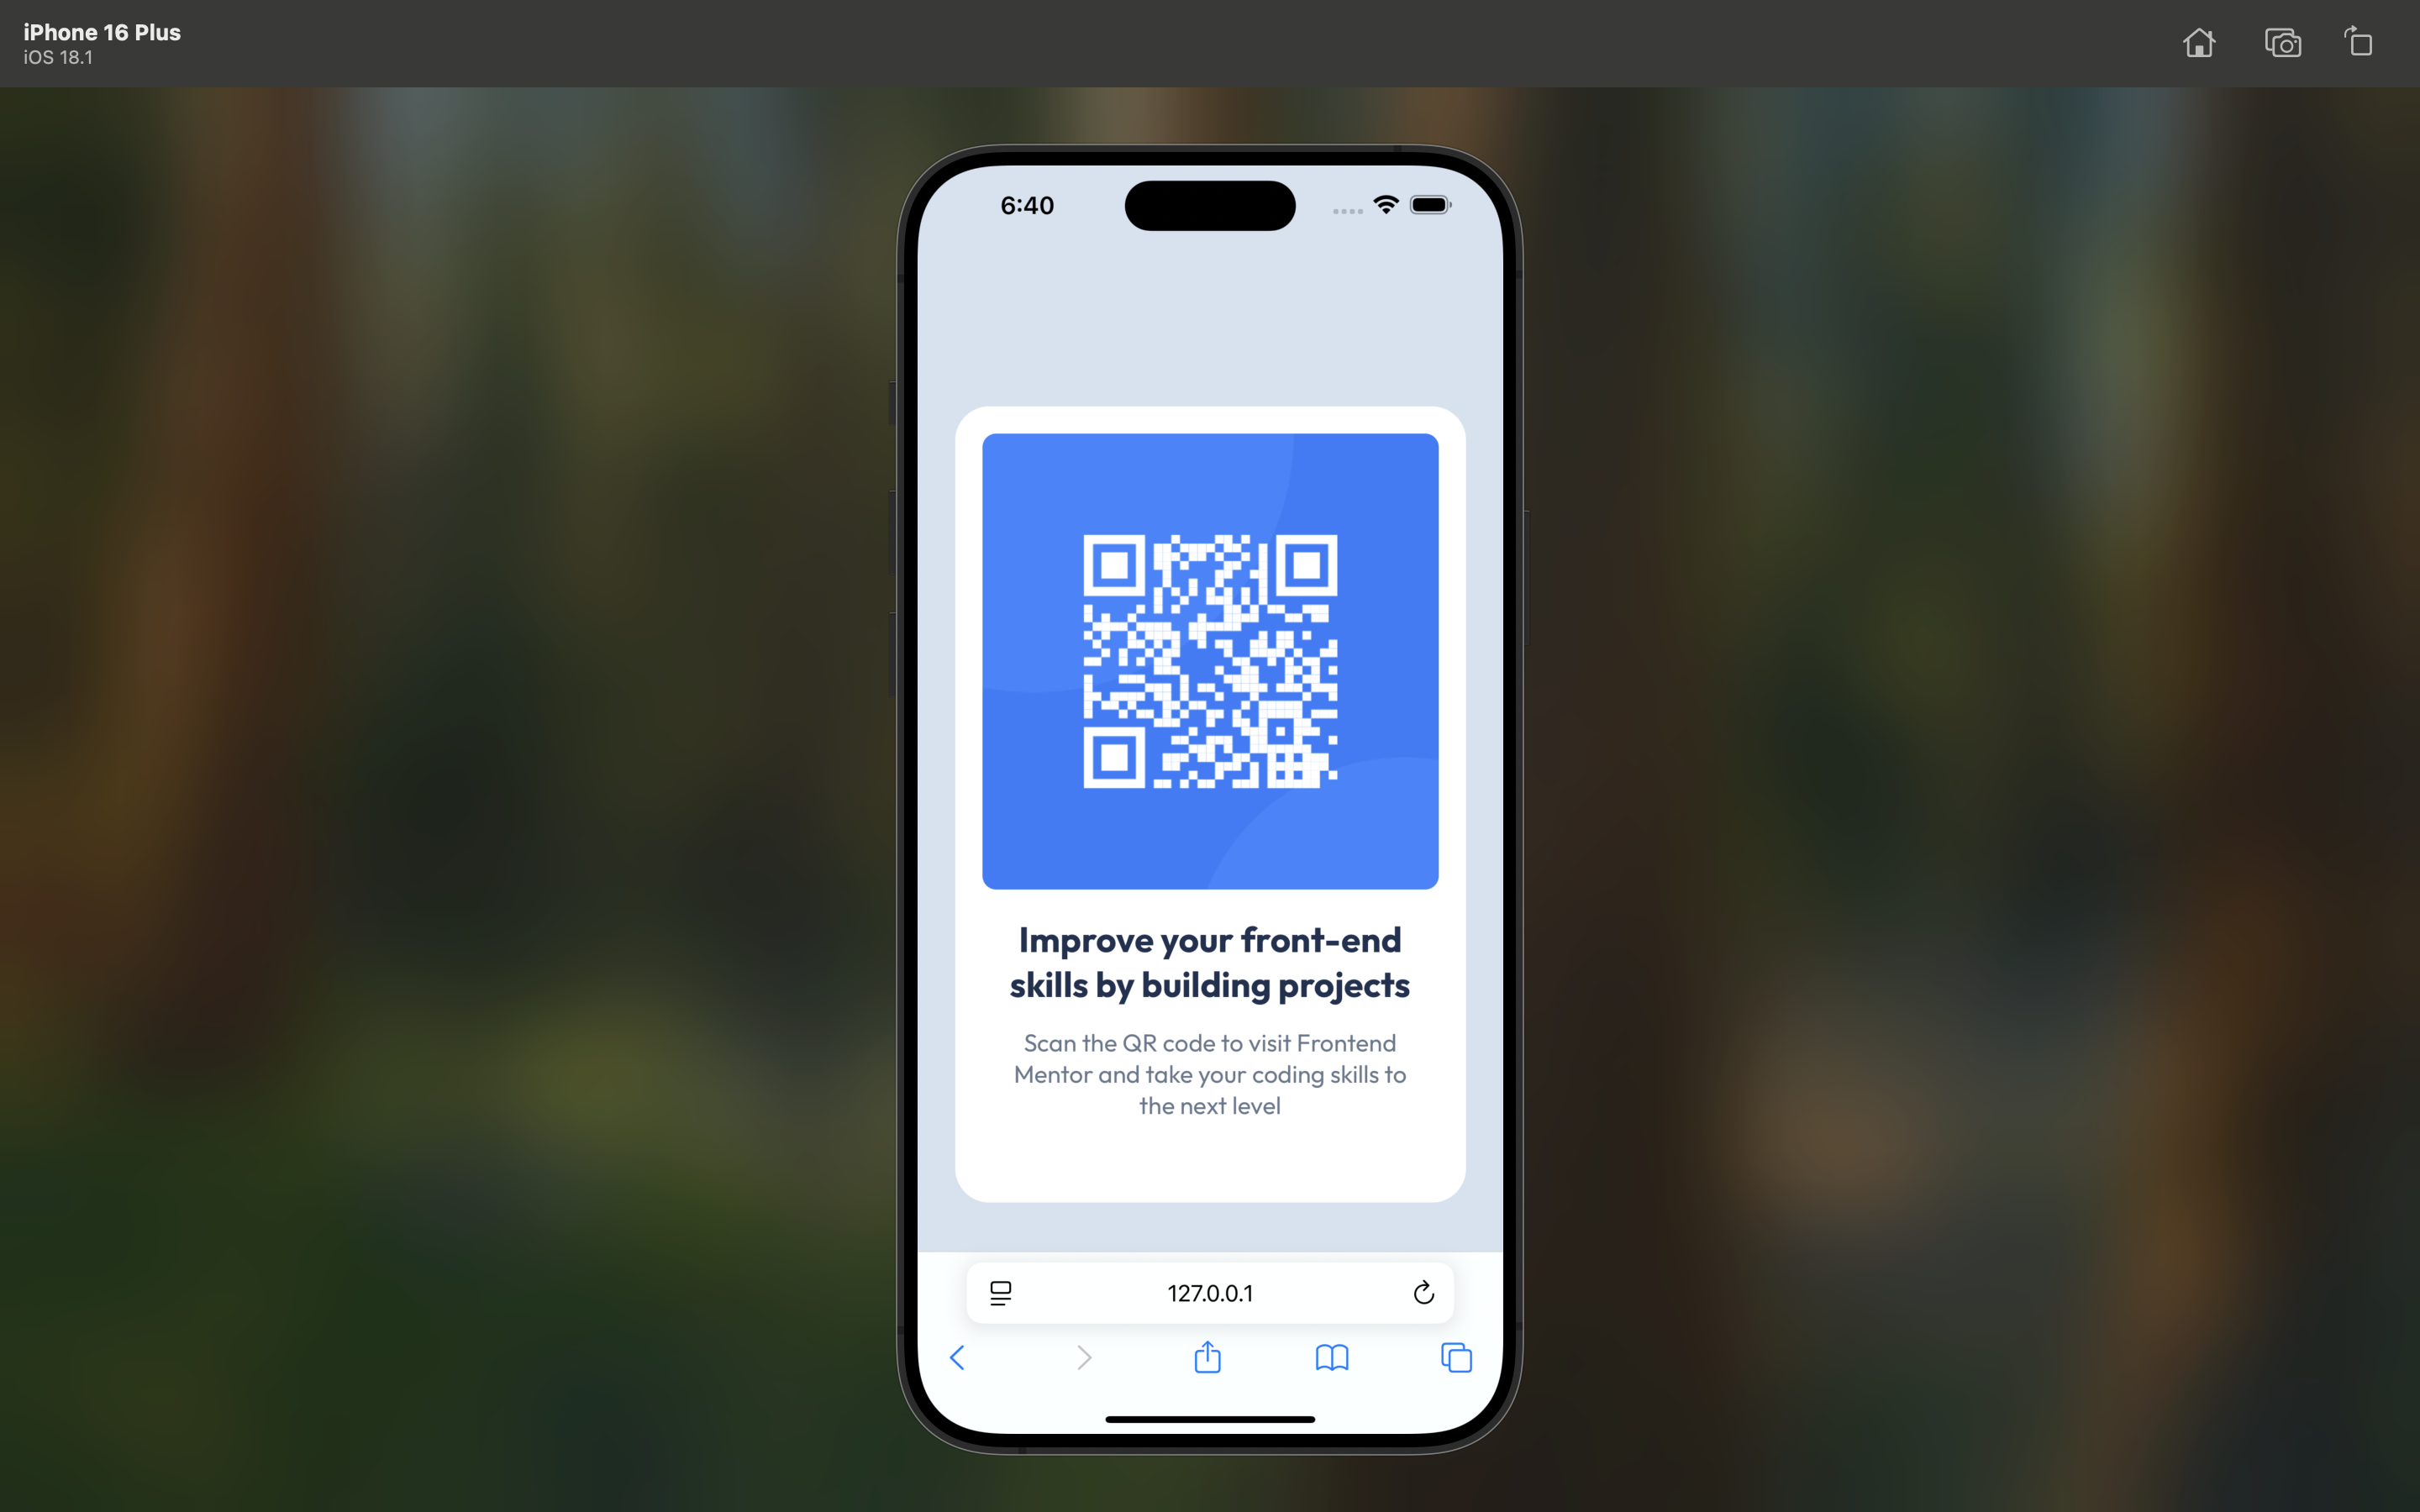 iPhone 16 Plus
iOS 18.1
6:40
Improve your front-end
skills by building projects
Scan the QR code to visit Frontend
Mentor and take your coding skills to
the next level
127.0.0.1